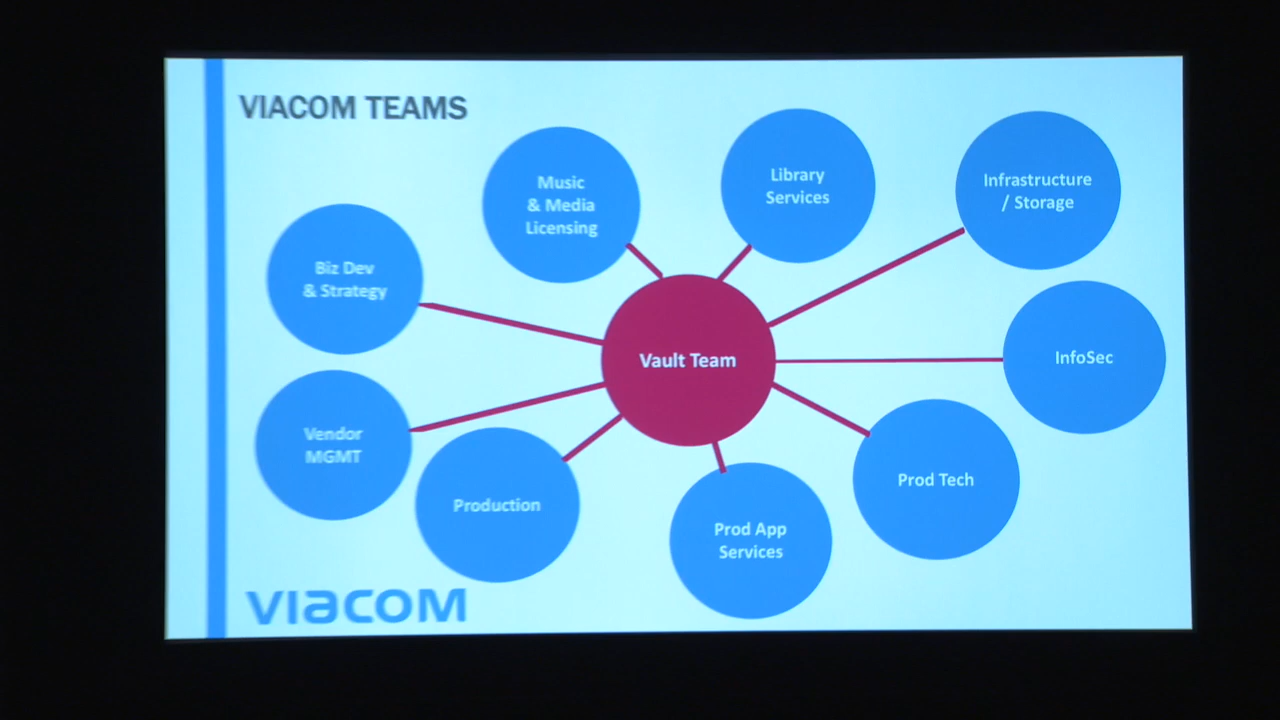 VIACOM TEAMS
Music
& Media
Licensing
Library
Services
Infrastructure
/ Storage
Biz Dev
& Strategy
Vault Team
InfoSec
Vendor
MGMT
Production
Prod App
Services
Prod Tech
VIaCOM